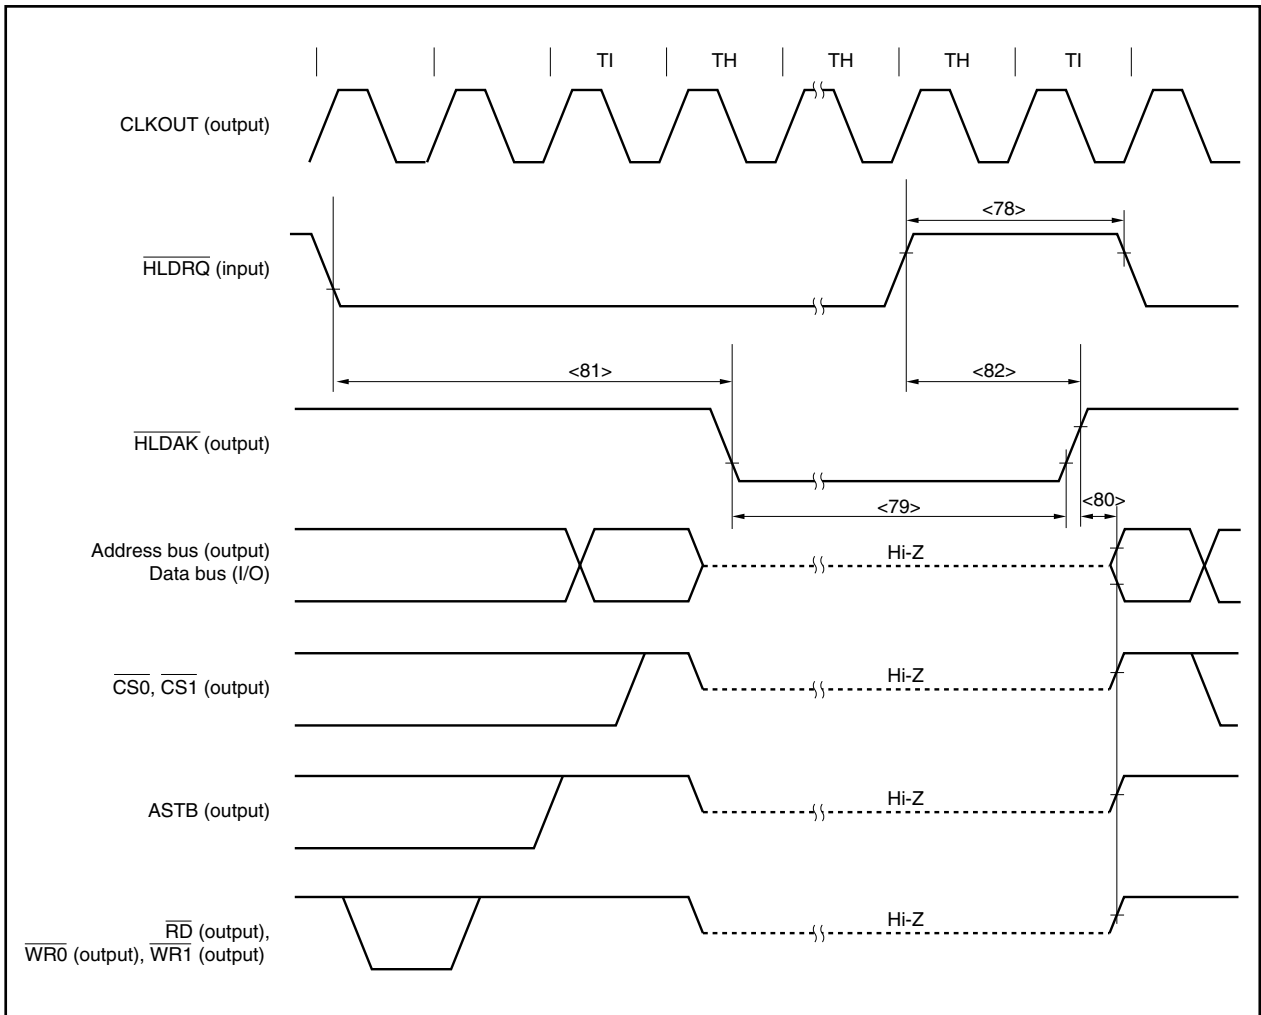 TI TH TH TH TI
CLKOUT (output)
<78>
HLDRQ (input)
<81> <82>
HLDAK (output)
<79> <80>
Address bus (output)
Data bus (I/O)
Hi-Z
CS0, CS1 (output)
Hi-Z
ASTB (output)
Hi-Z
RD (output),
WR0 (output), WR1 (output)
Hi-Z